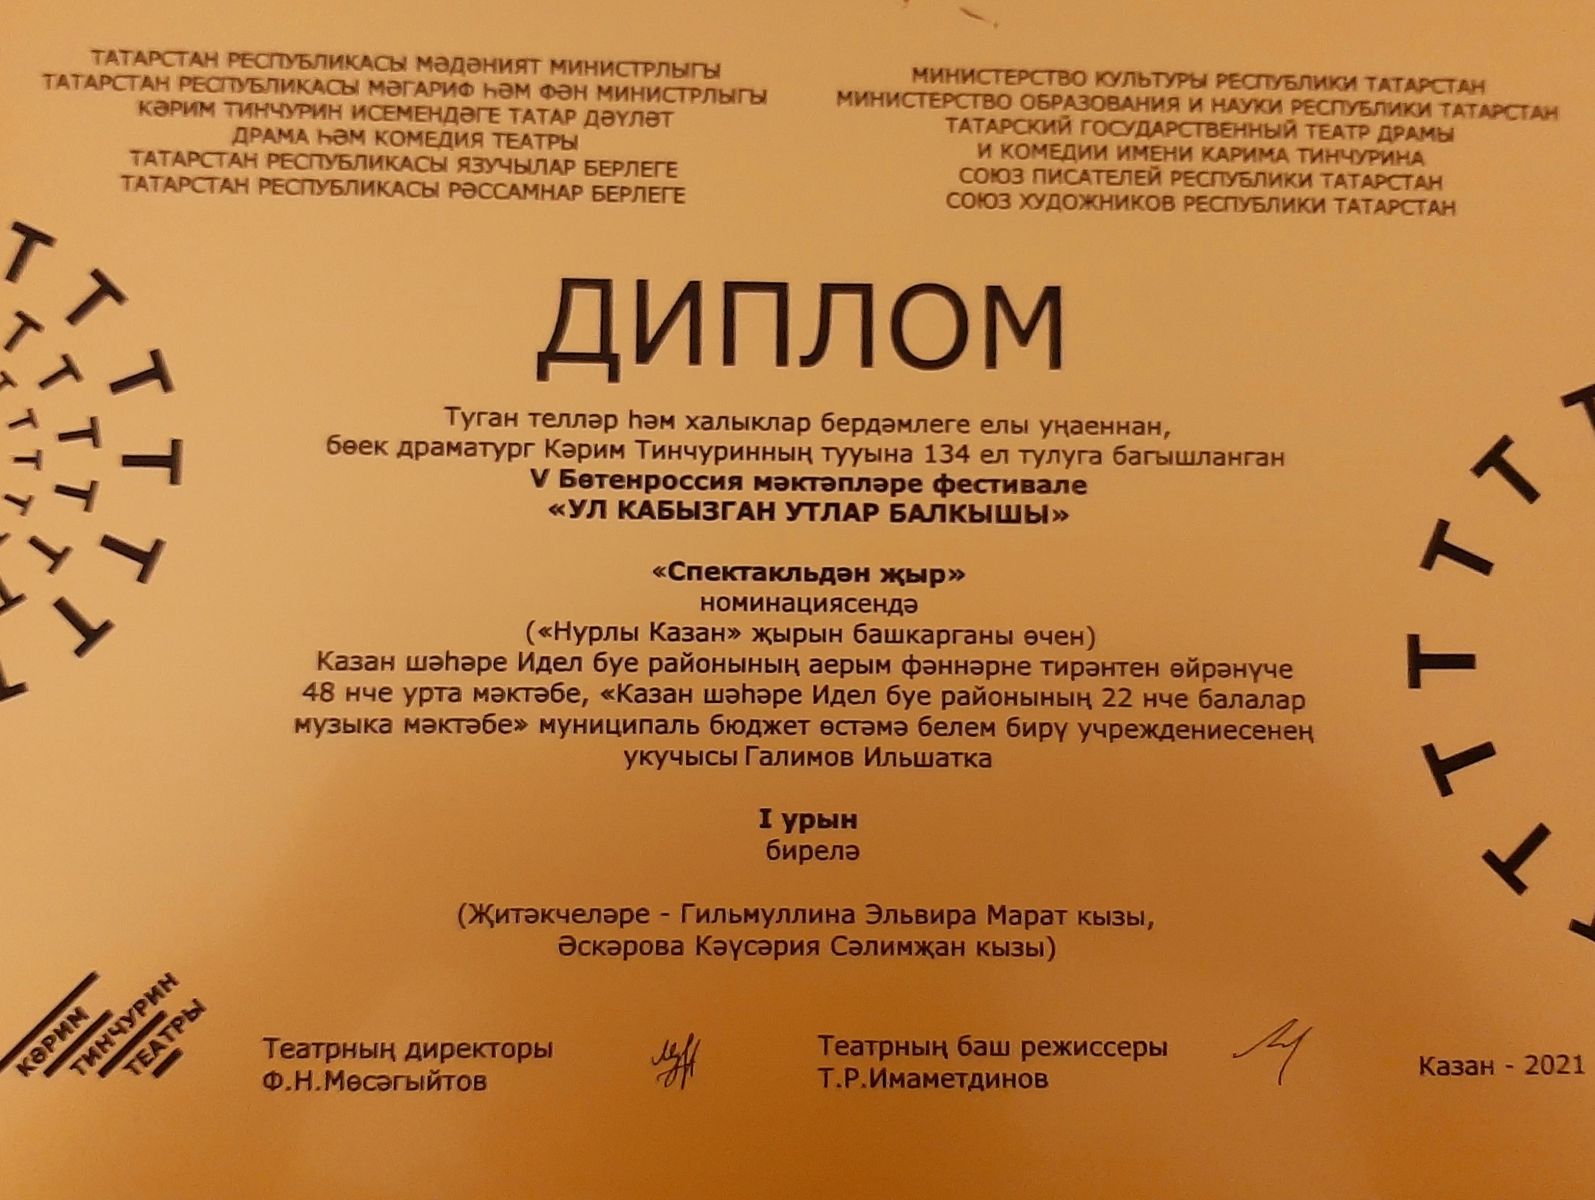 ТАТАРСТАН РЕСПУБЛИКАСЫ МӘДӘНИЯТ МИНИСТРЛЫГЫ
ТАТАРСТАН РЕСПУБЛИКАСЫ МӘГАРИФ ҺӘМ ФӘН МИНИСТРЛЫГЫ
КӘРИМ ТИНЧУРИН ИСЕМЕНДӘГЕ ТАТАР ДӘҮЛӘТ
ДРАМА ҺӘМ КОМЕДИЯ ТЕАТРЫ
ТАТАРСТАН РЕСПУБЛИКАСЫ ЯЗУЧЫЛАР БЕРЛЕГЕ
ТАТАРСТАН РЕСПУБЛИКАСЫ РӘССАМНАР БЕРЛЕГЕ
МИНИСТЕРСТВО КУЛЬТУРЫ РЕСПУБЛИКИ ТАТАРСТАН
МИНИСТЕРСТВО ОБРАЗОВАНИЯ И НАУКИ РЕСПУБЛИКИ ТАТАРСТАН
ТАТАРСКИЙ ГОСУДАРСТВЕННЫЙ ТЕАТР ДРАМЫ
И КОМЕДИИ ИМЕНИ КАРИМА ТИНЧУРИНА
СОЮЗ ПИСАТЕЛЕЙ РЕСПУБЛИКИ ТАТАРСТАН
СОЮЗ ХУДОЖНИКОВ РЕСПУБЛИКИ ТАТАРСТАН
ДИПЛОМ
Туган телләр һәм халыклар бердәмлеге елы уңаеннан,
бөек драматург Кәрим Тинчуринның тууына 134 ел тулуга багышланган
V Бөтенроссия мәктәпләре фестивале
«УЛ КАБЫЗГАН УТЛАР БАЛКЫШЫ»
«Спектакльдән җыр»
номинациясендә
(«Нурлы Казан» җырын башкарганы өчен)
Казан шәһәре Идел буе районының аерым фәннәрне тирәнтен өйрәнүче
48 нче урта мәктәбе, «Казан шәһәре Идел буе районының 22 нче балалар
музыка мәктәбе» муниципаль бюджет өстәмә белем бирү учреждениесенең
укучысы Галимов Ильшатка
I урын
бирелә
(Җитәкчеләре - Гильмуллина Эльвира Марат кызы,
Әскәрова Кәүсәрия Сәлимҗан кызы)
КӘРИМ
ТИНЧУРИН
ТЕАТРЫ
Театрның директоры
Ф.Н.Мөсәгыйтов
Театрның баш режиссеры
Т.Р.Имаметдинов
Казан - 2021